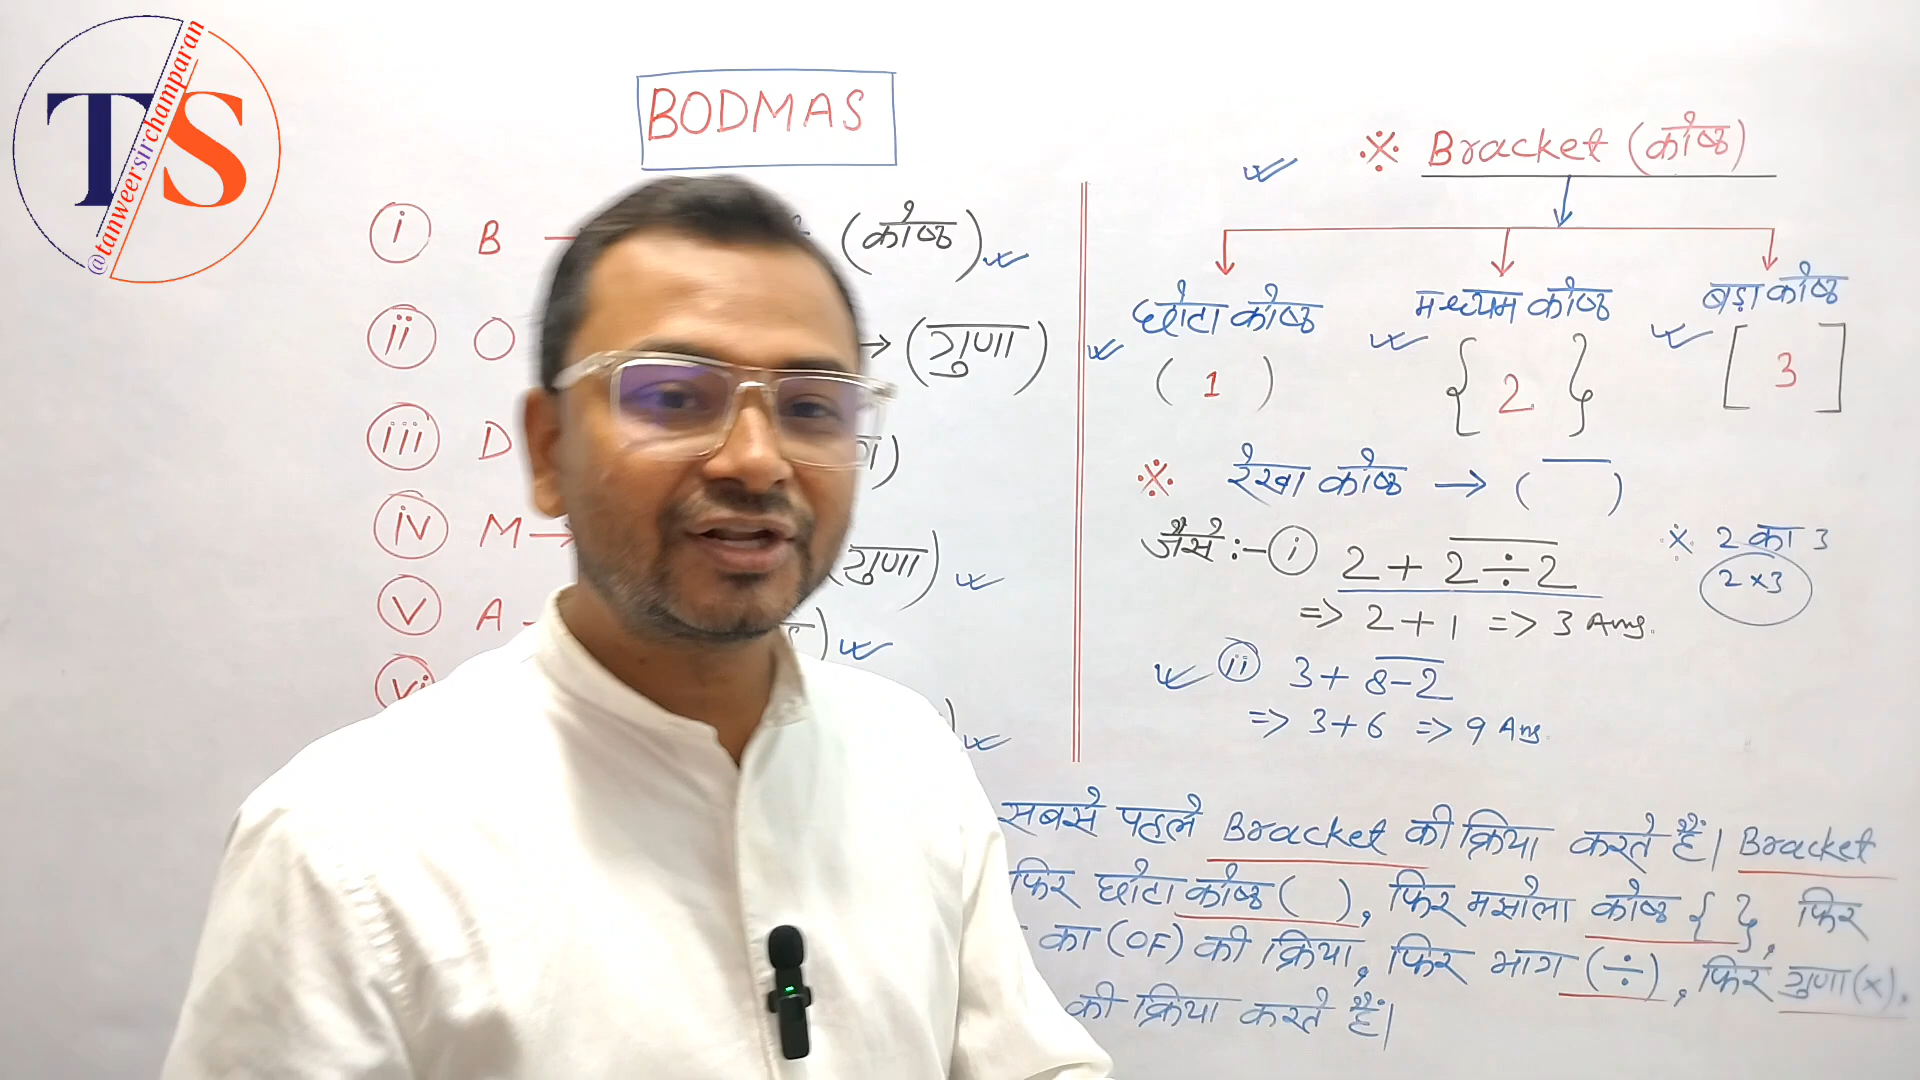 TS
@tanweersirchamparan
BODMAS
i B → (कोष्ठ)
ii O → (गुणा)
iii D
iv M → (गुणा)
v A -
vi
※ Bracket (कोष्ठ)
छोटा कोष्ठ मध्यम कोष्ठ बड़ा कोष्ठ
( 1 ) { 2 } [ 3 ]
※ रेखा कोष्ठ → ( ‾ )
जैसे :- i 2 + 2÷2
=> 2+1 => 3 Ans.
※ 2 का 3
2×3
ii 3 + 8-2
=> 3+6 => 9 Ans.
सबसे पहले Bracket की क्रिया करते हैं। Bracket
फिर छोटा कोष्ठ ( ), फिर मझोला कोष्ठ { }, फिर
का (OF) की क्रिया, फिर भाग (÷), फिर गुणा (×),
की क्रिया करते हैं।